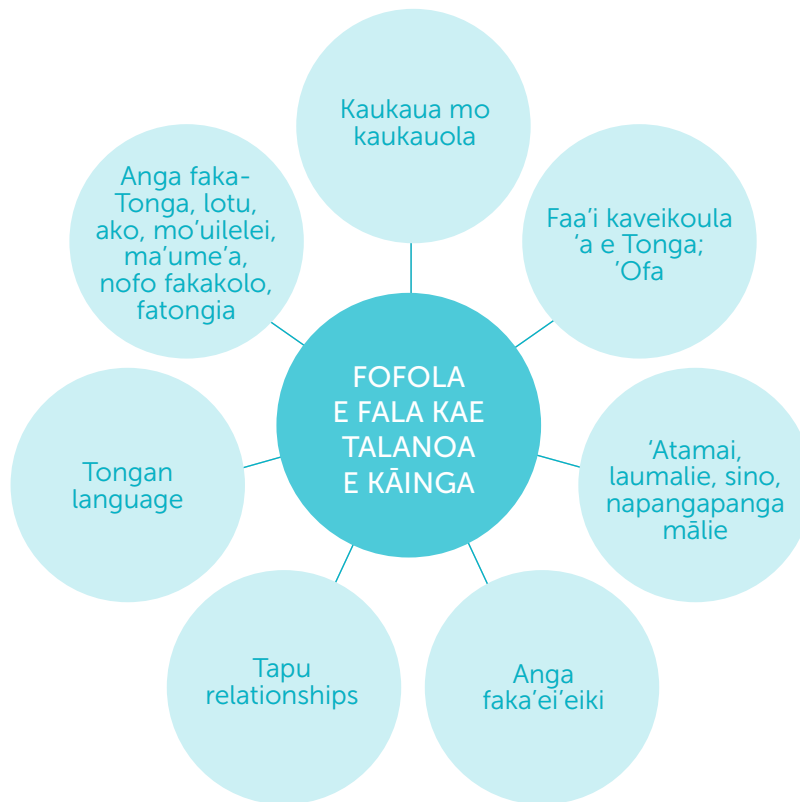 Kaukaua mo
kaukauola
Anga faka-
Tonga, lotu,
ako, mo'uilelei,
ma'ume'a,
nofo fakakolo,
fatongia
Faa'i kaveikoula
'a e Tonga;
'Ofa
FOFOLA
E FALA KAE
TALANOA
E KĀINGA
Tongan
language
'Atamai,
laumalie, sino,
napangapanga
mālie
Tapu
relationships
Anga
faka'ei'eiki